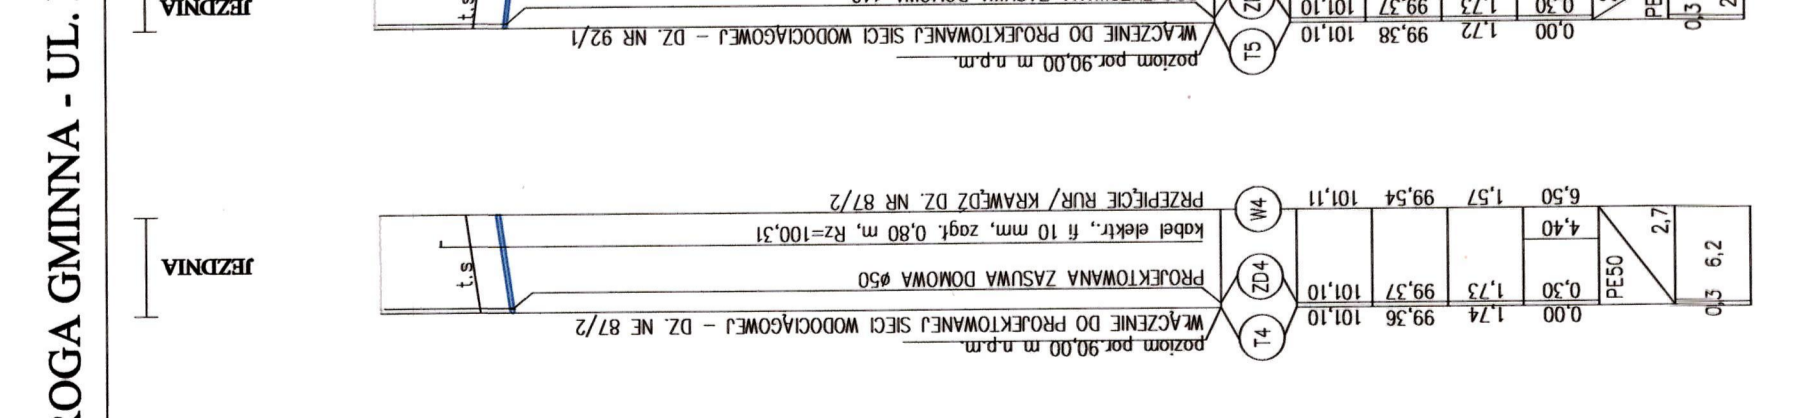 ROGA GMINNA - UL.
JEZDNIA
t.s
101,10 99,37 1,73 0,30
0,3
WŁĄCZENIE DO PROJEKTOWANEJ SIECI WODOCIĄGOWEJ – DZ. NR 92/1
T5
101,10 99,38 1,72 0,00
poziom por.90,00 m n.p.m.
PRZEPIĘCIE RUR/ KRAWĘDŹ DZ. NR 87/2
W4
101,11 99,54 1,57 6,50
kabel elektr., fi 10 mm, zagł. 0,80 m, Rz=100,31
4,40
2,7
6,2
JEZDNIA
t.s
PROJEKTOWANA ZASUWA DOMOWA ø50
ZD4
101,10 99,37 1,73 0,30
PE50
0,3
WŁĄCZENIE DO PROJEKTOWANEJ SIECI WODOCIĄGOWEJ – DZ. NE 87/2
T4
101,10 99,36 1,74 0,00
poziom por.90,00 m n.p.m.